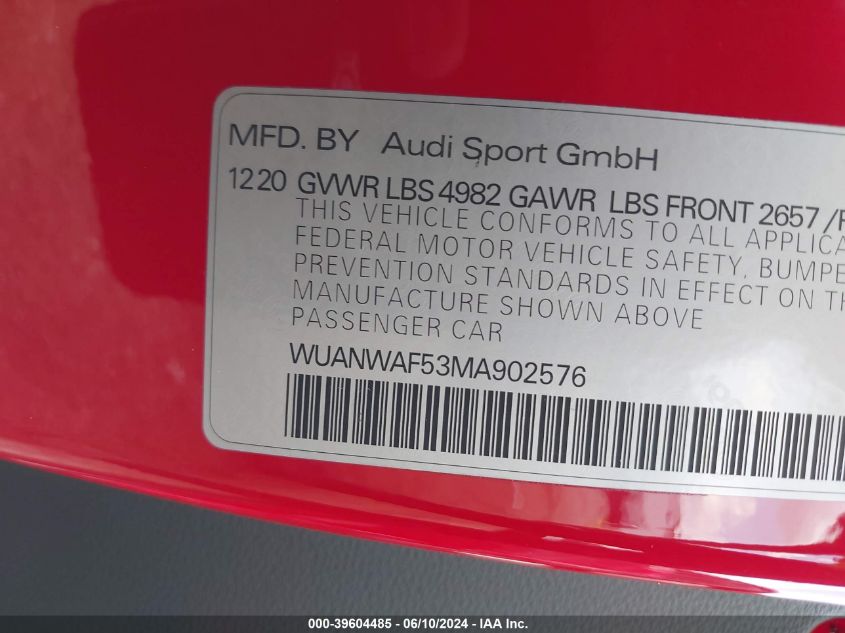 MFD. BY Audi Sport GmbH
1220 GVWR LBS 4982 GAWR LBS FRONT 2657 /R
THIS VEHICLE CONFORMS TO ALL APPLICA
FEDERAL MOTOR VEHICLE SAFETY, BUMPE
PREVENTION STANDARDS IN EFFECT ON TH
MANUFACTURE SHOWN ABOVE
PASSENGER CAR
WUANWAF53MA902576
000-39604485 - 06/10/2024 - IAA Inc.